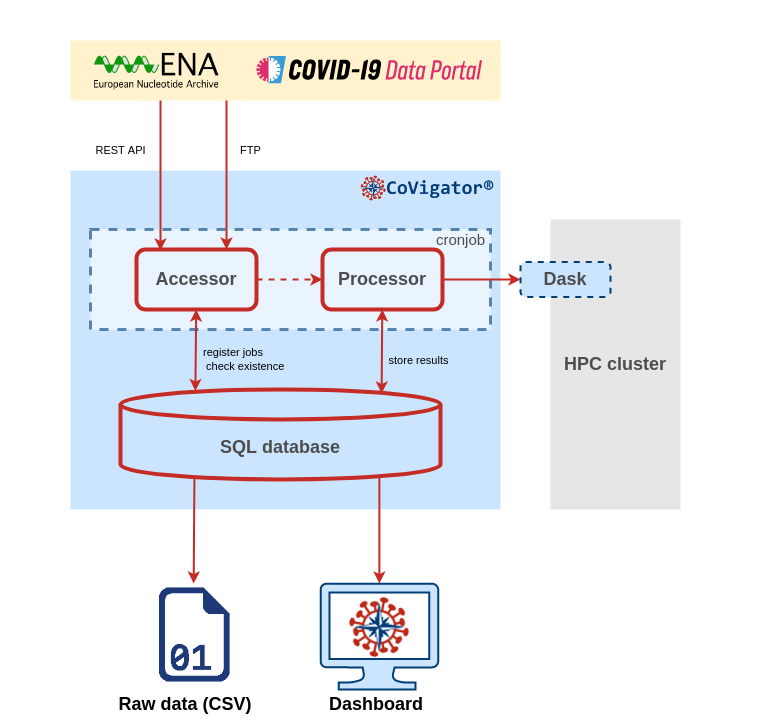 ENA
European Nucleotide Archive
COVID-19 Data Portal
REST API
FTP
CoVigator®
cronjob
Accessor
Processor
Dask
HPC cluster
register jobs
check existence
store results
SQL database
01
Raw data (CSV)
Dashboard